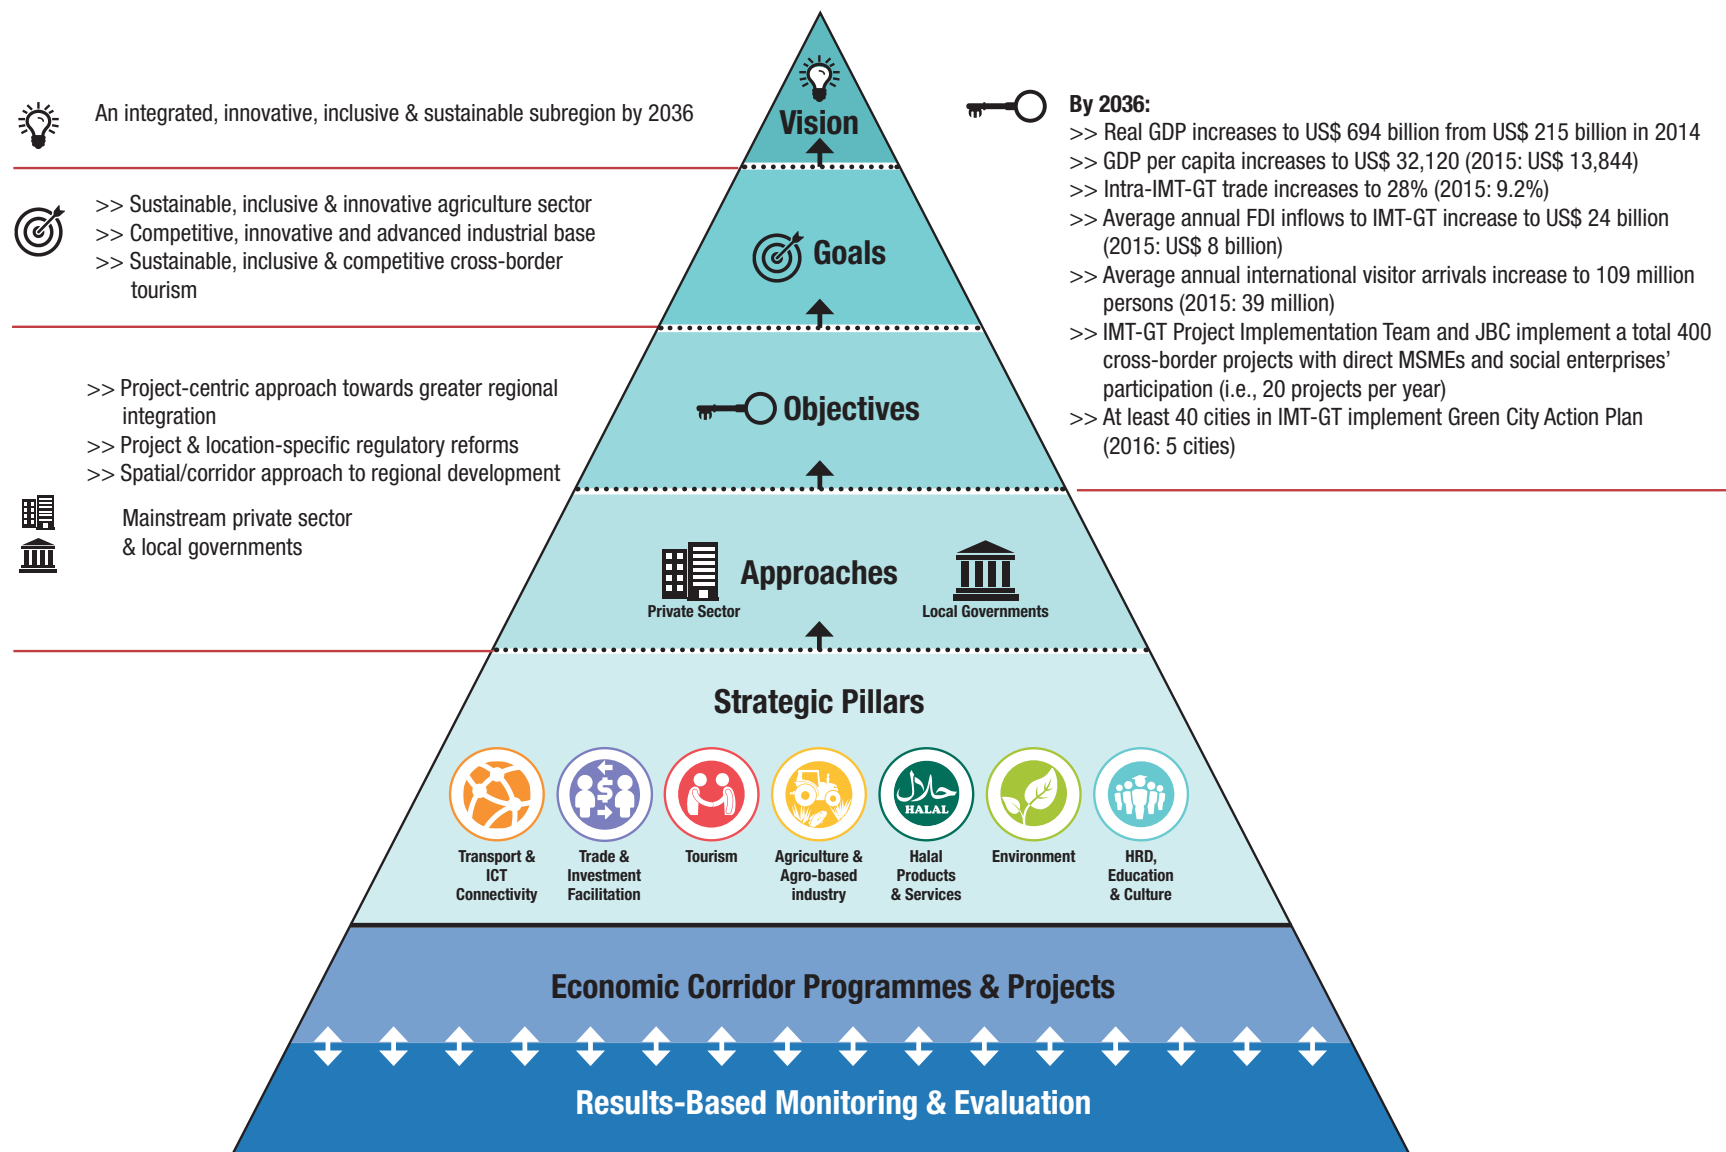 An integrated, innovative, inclusive & sustainable subregion by 2036
>> Sustainable, inclusive & innovative agriculture sector
>> Competitive, innovative and advanced industrial base
>> Sustainable, inclusive & competitive cross-border
tourism
>> Project-centric approach towards greater regional
integration
>> Project & location-specific regulatory reforms
>> Spatial/corridor approach to regional development
Mainstream private sector
& local governments
Vision
Goals
Objectives
Approaches
Private Sector
Local Governments
By 2036:
>> Real GDP increases to US$ 694 billion from US$ 215 billion in 2014
>> GDP per capita increases to US$ 32,120 (2015: US$ 13,844)
>> Intra-IMT-GT trade increases to 28% (2015: 9.2%)
>> Average annual FDI inflows to IMT-GT increase to US$ 24 billion
(2015: US$ 8 billion)
>> Average annual international visitor arrivals increase to 109 million
persons (2015: 39 million)
>> IMT-GT Project Implementation Team and JBC implement a total 400
cross-border projects with direct MSMEs and social enterprises’
participation (i.e., 20 projects per year)
>> At least 40 cities in IMT-GT implement Green City Action Plan
(2016: 5 cities)
Strategic Pillars
$
حلال
HALAL
Transport &
ICT
Connectivity
Trade &
Investment
Facilitation
Tourism
Agriculture &
Agro-based
industry
Halal
Products
& Services
Environment
HRD,
Education
& Culture
Economic Corridor Programmes & Projects
Results-Based Monitoring & Evaluation